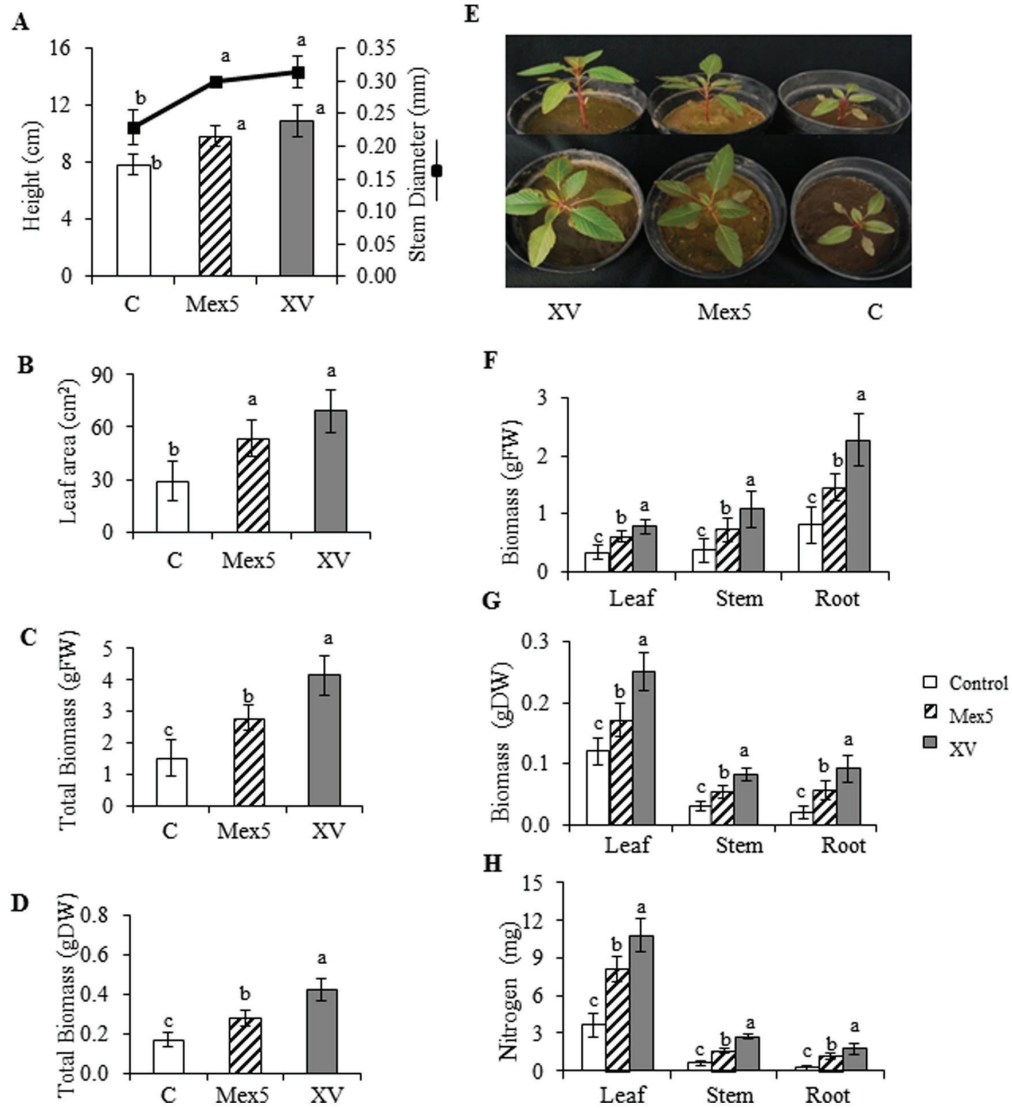 A
16
12
8
4
0
Height (cm)
b
b
a
a
a
a
0.35
0.30
0.25
0.20
0.15
0.10
0.05
0.00
Stem Diameter (mm)
C Mex5 XV
E
XV Mex5 C
B
90
60
30
0
Leaf area (cm²)
b a a
C Mex5 XV
C
5
4
3
2
1
0
Total Biomass (gFW)
c b a
C Mex5 XV
D
0.8
0.6
0.4
0.2
0.0
Total Biomass (gDW)
c b a
C Mex5 XV
F
3
2
1
0
Biomass (gFW)
c b a c b a c b a
Leaf Stem Root
G
0.3
0.2
0.1
0.0
Biomass (gDW)
c b a c b a c b a
Leaf Stem Root
Control
Mex5
XV
H
15
12
9
6
3
0
Nitrogen (mg)
c b a c b a c b a
Leaf Stem Root